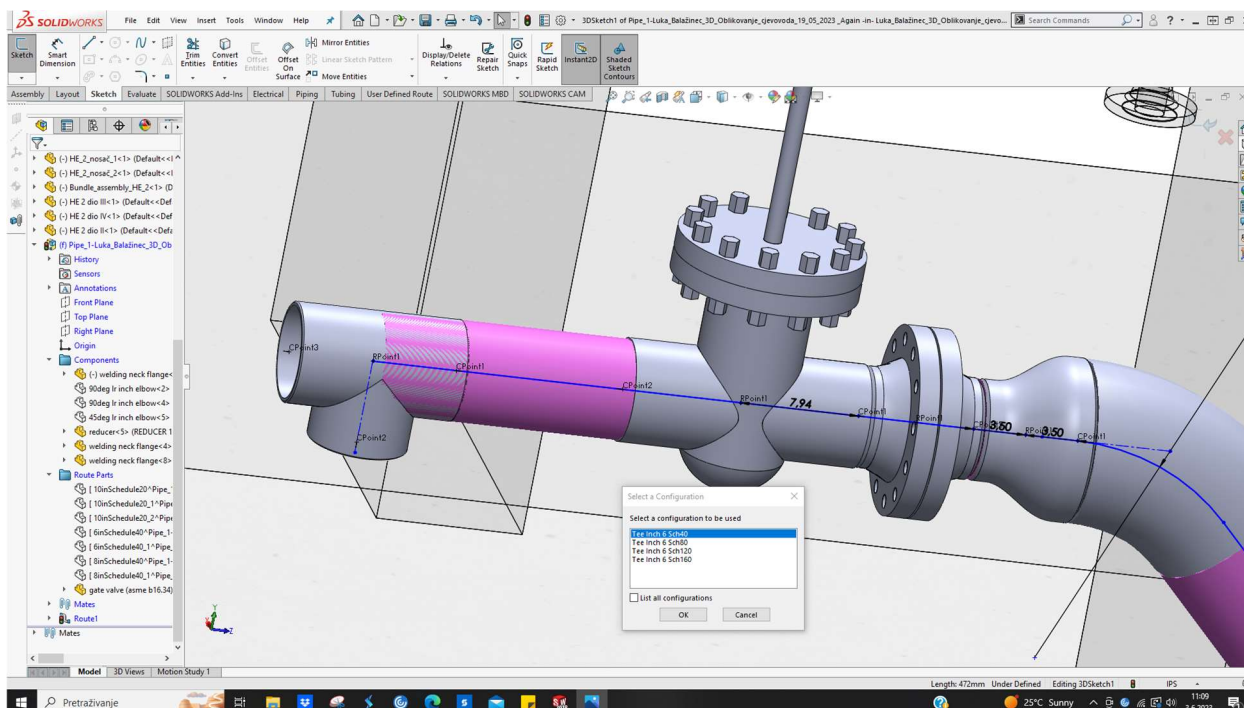 SOLIDWORKS File Edit View Insert Tools Window Help 3DSketch1 of Pipe_1-Luka_Balažinec_3D_Oblikovanje_cjevovoda_19_05_2023 _Again -in- Luka_Balažinec_3D_Oblikovanje_cjevo... Search Commands
Sketch
Smart Dimension
Trim Entities
Convert Entities
Offset Entities
Offset On Surface
Mirror Entities
Linear Sketch Pattern
Move Entities
Display/Delete Relations
Repair Sketch
Quick Snaps
Rapid Sketch
Instant2D
Shaded Sketch Contours
Assembly Layout Sketch Evaluate SOLIDWORKS Add-Ins Electrical Piping Tubing User Defined Route SOLIDWORKS MBD SOLIDWORKS CAM
(-) HE_2_nosač_1<1> (Default<<I
(-) HE_2_nosač_2<1> (Default<<I
(-) Bundle_assembly_HE_2<1> (D
(-) HE 2 dio III<1> (Default<<Def
(-) HE 2 dio IV<1> (Default<<Def
(-) HE 2 dio II<1> (Default<<Defa
(f) Pipe_1-Luka_Balažinec_3D_Ob
History
Sensors
Annotations
Front Plane
Top Plane
Right Plane
Origin
Components
(-) welding neck flange<
90deg lr inch elbow<2>
90deg lr inch elbow<4>
45deg lr inch elbow<5>
reducer<5> (REDUCER 1
welding neck flange<4>
welding neck flange<8>
Route Parts
[ 10inSchedule20^Pipe_
[ 10inSchedule20_1^Pipe
[ 10inSchedule20_2^Pipe
[ 6inSchedule40^Pipe_1-
[ 6inSchedule40_1^Pipe_
[ 8inSchedule40^Pipe_1-
[ 8inSchedule40_1^Pipe_
gate valve (asme b16.34)
Mates
Route1
Mates
CPoint3
RPoint1
CPoint1
CPoint2
CPoint2
RPoint1
7,94
CPoint1
RPoint1
3,50
3,50
CPoint1
Select a Configuration
Select a configuration to be used
Tee Inch 6 Sch40
Tee Inch 6 Sch80
Tee Inch 6 Sch120
Tee Inch 6 Sch160
List all configurations
OK Cancel
Y
Z
Model 3D Views Motion Study 1
Length: 472mm Under Defined Editing 3DSketch1 IPS
Pretraživanje
25°C Sunny
11:09
3.6.2023.